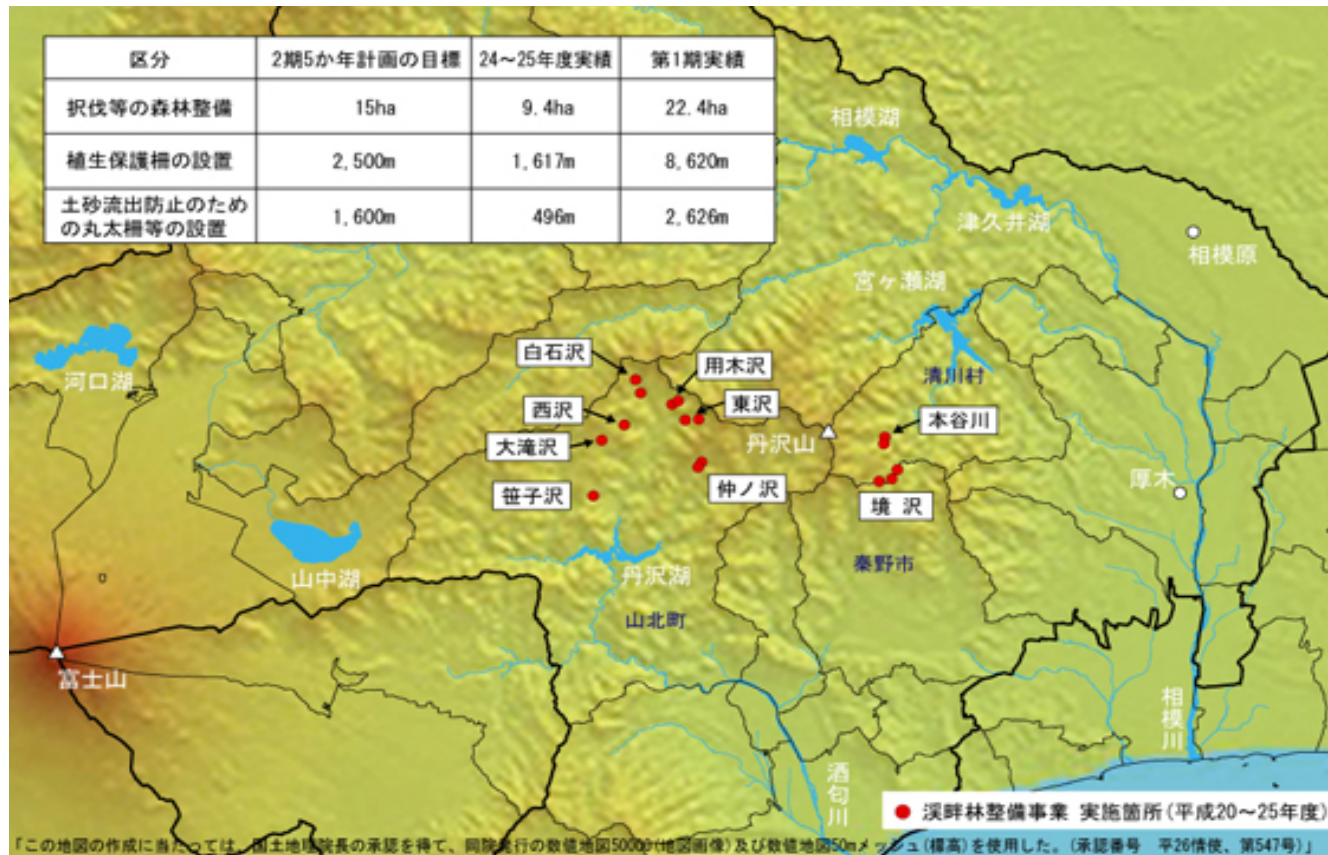 区分 2期5か年計画の目標 24～25年度実績 第1期実績
択伐等の森林整備 15ha 9.4ha 22.4ha
植生保護柵の設置 2,500m 1,617m 8,620m
土砂流出防止のため
の丸太柵等の設置 1,600m 496m 2,626m
相模湖
津久井湖
相模原
宮ヶ瀬湖
河口湖
白石沢
用木沢
清川村
西沢
東沢
本谷川
大滝沢
丹沢山
仲ノ沢
笹子沢
境 沢
厚木
秦野市
山中湖
丹沢湖
山北町
富士山
相模川
酒匂川
渓畔林整備事業 実施箇所(平成20～25年度)
「この地図の作成に当たっては、国土地理院長の承認を得て、同院発行の数値地図50000(地図画像)及び数値地図50mメッシュ(標高)を使用した。(承認番号 平26情使、第547号)」